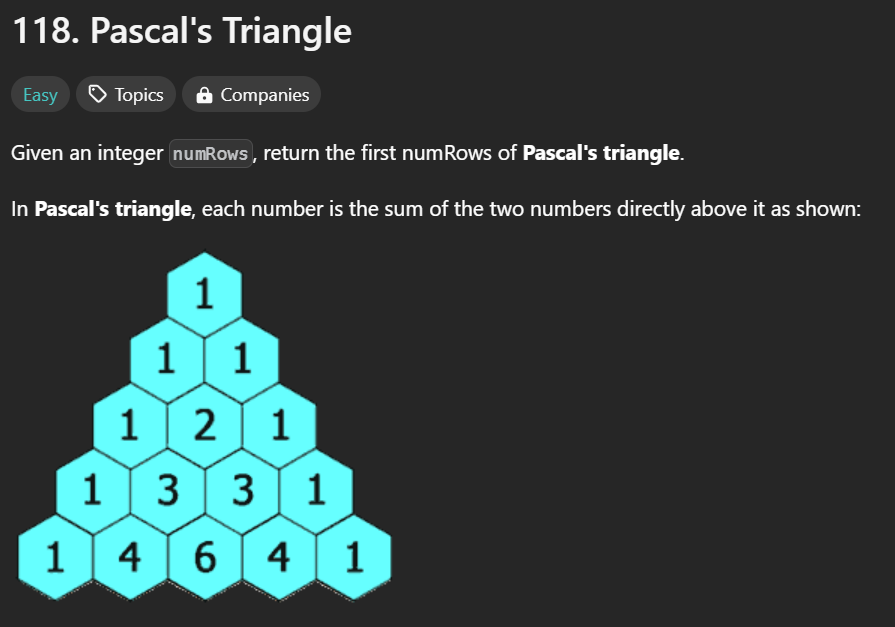 118. Pascal's Triangle
Easy Topics Companies
Given an integer numRows, return the first numRows of Pascal's triangle.
In Pascal's triangle, each number is the sum of the two numbers directly above it as shown:
1
1 1
1 2 1
1 3 3 1
1 4 6 4 1